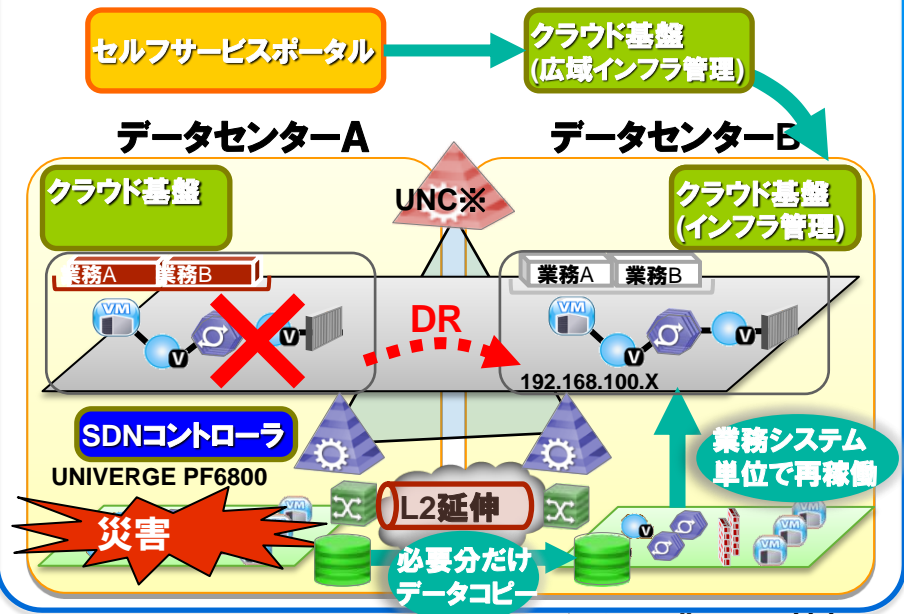 セルフサービスポータル
クラウド基盤
(広域インフラ管理)
データセンターA
データセンターB
クラウド基盤
UNC※
クラウド基盤
(インフラ管理)
業務A
業務B
業務A
業務B
VM
V
V
DR
VM
V
V
192.168.100.X
SDNコントローラ
UNIVERGE PF6800
業務システム
単位で再稼働
災害
VM
L2延伸
必要分だけ
データコピー
V
V
VM
VM
VM